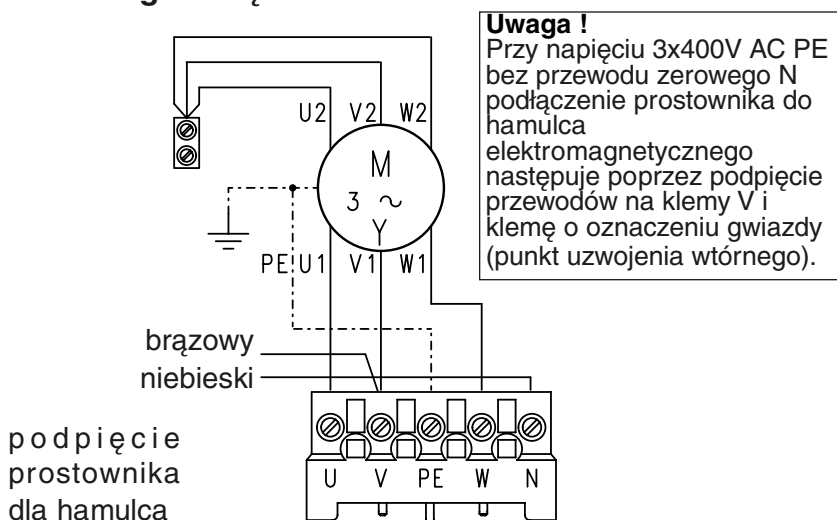 Uwaga !
Przy napięciu 3x400V AC PE
bez przewodu zerowego N
podłączenie prostownika do
hamulca
elektromagnetycznego
następuje poprzez podpięcie
przewodów na klemy V i
klemę o oznaczeniu gwiazdy
(punkt uzwojenia wtórnego).
U2 V2 W2
M
3 ~
Y
PE U1 V1 W1
brązowy
niebieski
podpięcie
prostownika
dla hamulca
U V PE W N